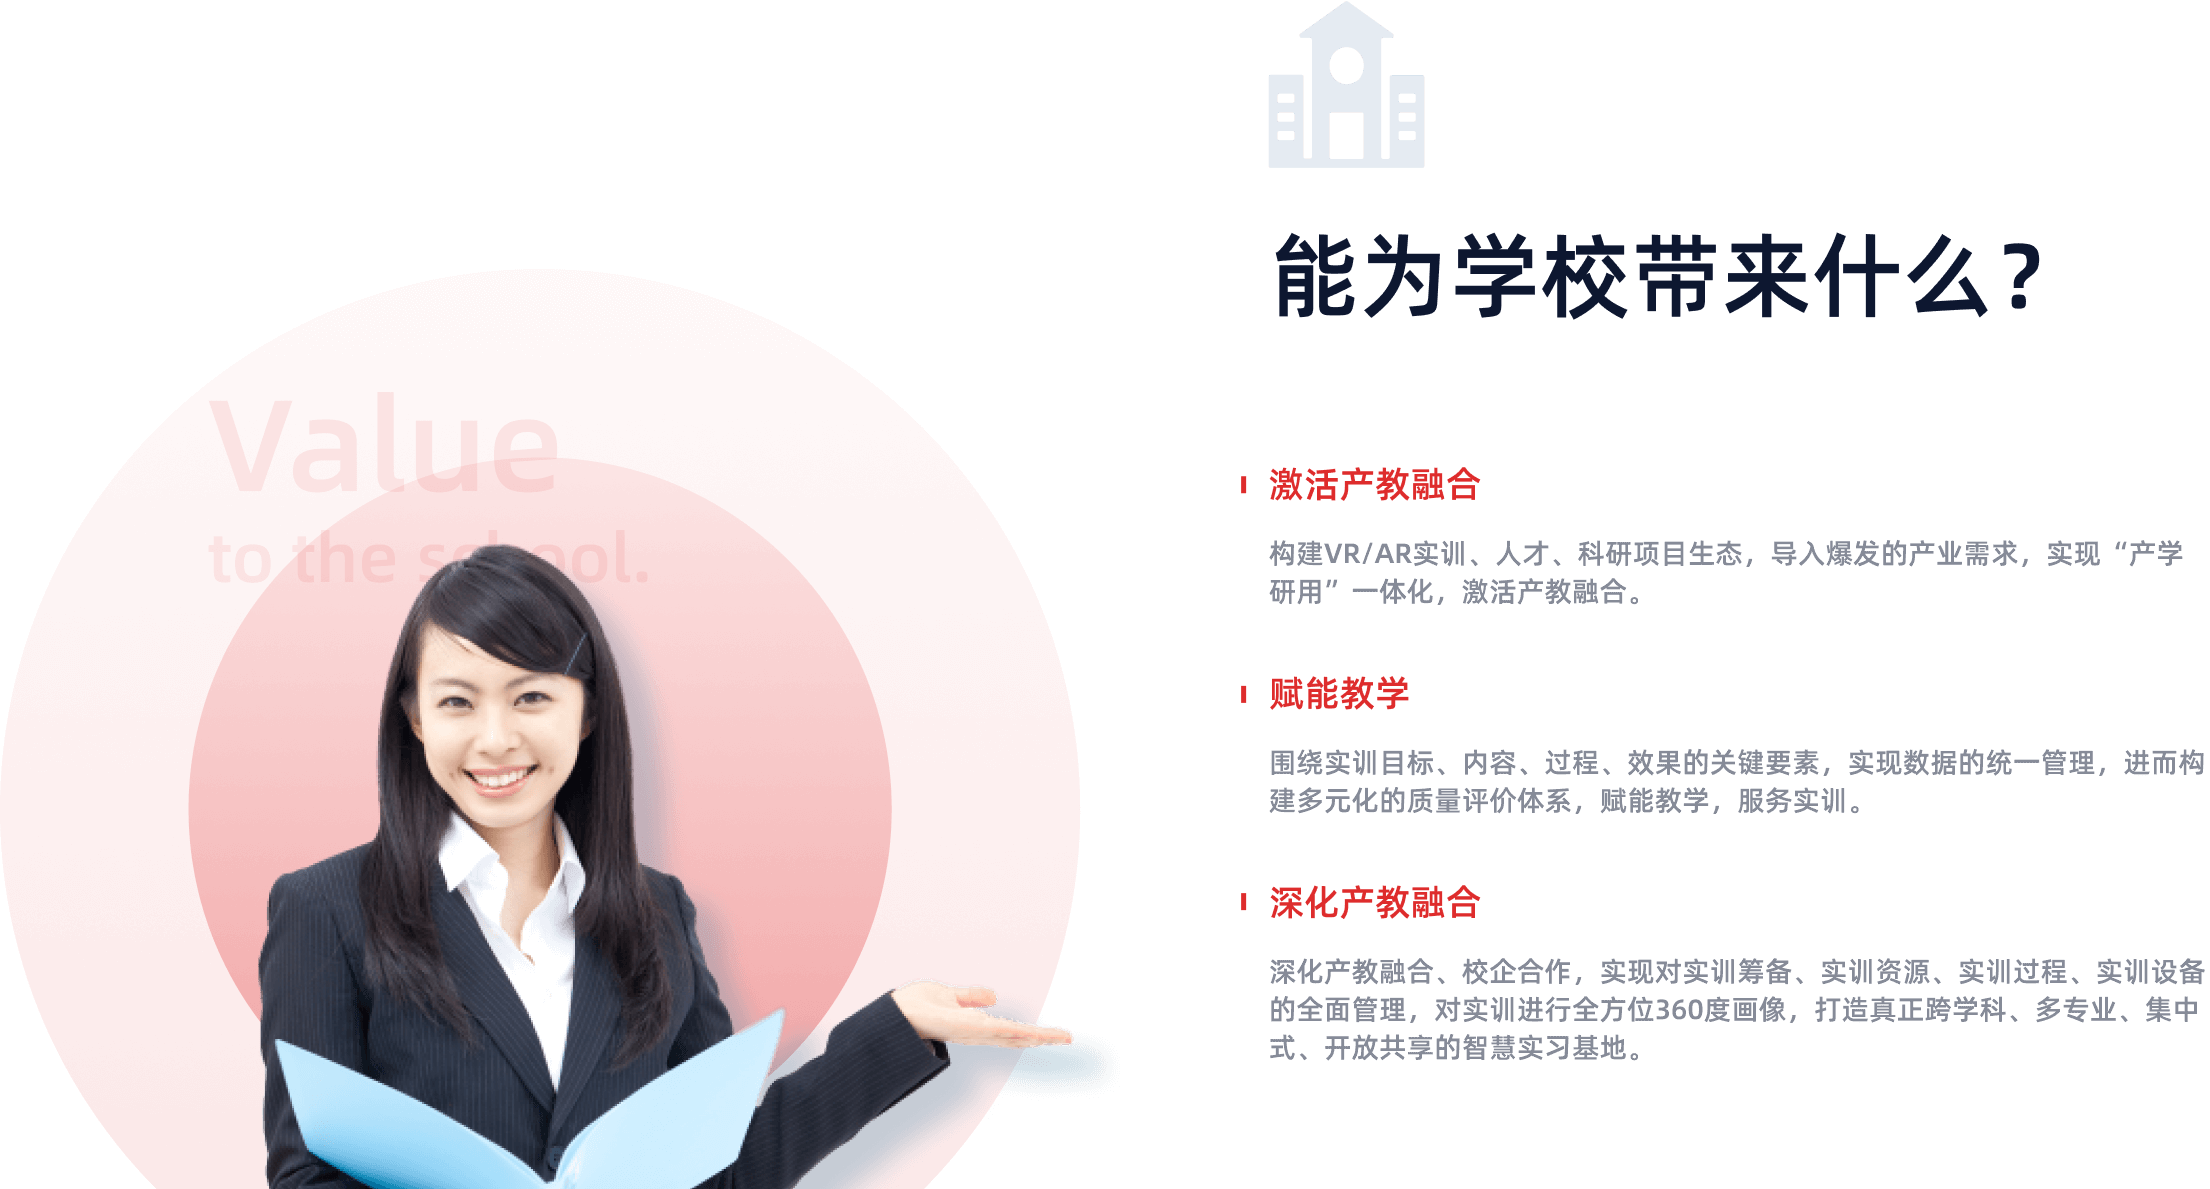 能为学校带来什么？
Value
to the school.
激活产教融合
构建VR/AR实训、人才、科研项目生态，导入爆发的产业需求，实现“产学
研用”一体化，激活产教融合。
赋能教学
围绕实训目标、内容、过程、效果的关键要素，实现数据的统一管理，进而构
建多元化的质量评价体系，赋能教学，服务实训。
深化产教融合
深化产教融合、校企合作，实现对实训筹备、实训资源、实训过程、实训设备
的全面管理，对实训进行全方位360度画像，打造真正跨学科、多专业、集中
式、开放共享的智慧实习基地。